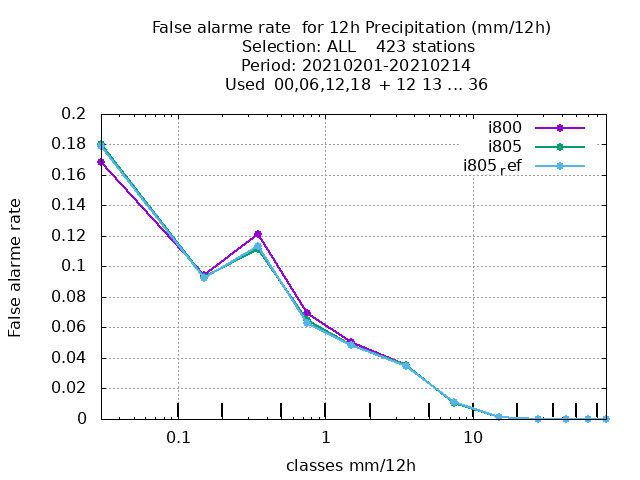 False alarme rate  for 12h Precipitation (mm/12h)
Selection: ALL    423 stations
Period: 20210201-20210214
Used  00,06,12,18  + 12 13 ... 36
i800
i805
i805ref
False alarme rate
0.2
0.18
0.16
0.14
0.12
0.1
0.08
0.06
0.04
0.02
0
0.1
1
10
classes mm/12h